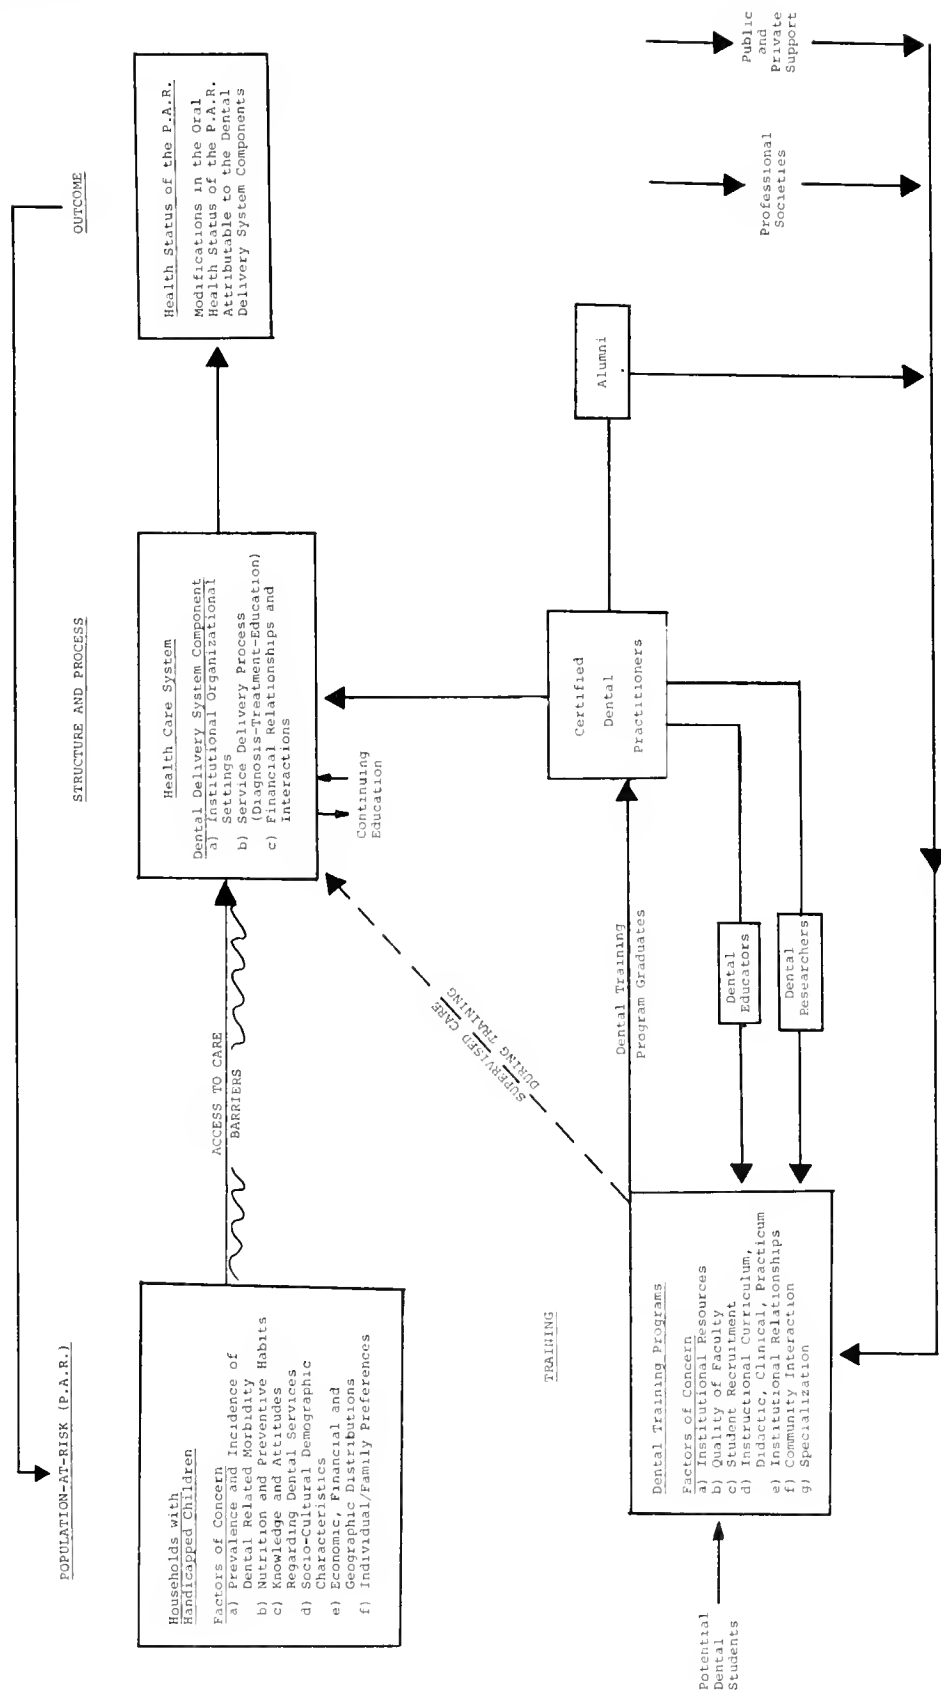 POPULATION-AT-RISK (P.A.R.)
STRUCTURE AND PROCESS
OUTCOME
Households with
Handicapped Children
Factors of Concern
a) Prevalence and Incidence of
Dental Related Morbidity
b) Nutrition and Preventive Habits
c) Knowledge and Attitudes
Regarding Dental Services
d) Socio-Cultural Demographic
Characteristics
e) Economic, Financial and
Geographic Distributions
f) Individual/Family Preferences
ACCESS TO CARE
BARRIERS
Health Care System
Dental Delivery System Component
a) Institutional Organizational
Settings
b) Service Delivery Process
(Diagnosis-Treatment-Education)
c) Financial Relationships and
Interactions
Health Status of the P.A.R.
Modifications in the Oral
Health Status of the P.A.R.
Attributable to the Dental
Delivery System Components
Continuing
Education
SUPERVISED CARE
DURING TRAINING
TRAINING
Potential
Dental
Students
Dental Training Programs
Factors of Concern
a) Institutional Resources
b) Quality of Faculty
c) Student Recruitment
d) Instructional Curriculum,
Didactic, Clinical, Practicum
e) Institutional Relationships
f) Community Interaction
g) Specialization
Dental Training
Program Graduates
Dental
Educators
Dental
Researchers
Certified
Dental
Practitioners
Alumni
Professional
Societies
Public
and
Private
Support